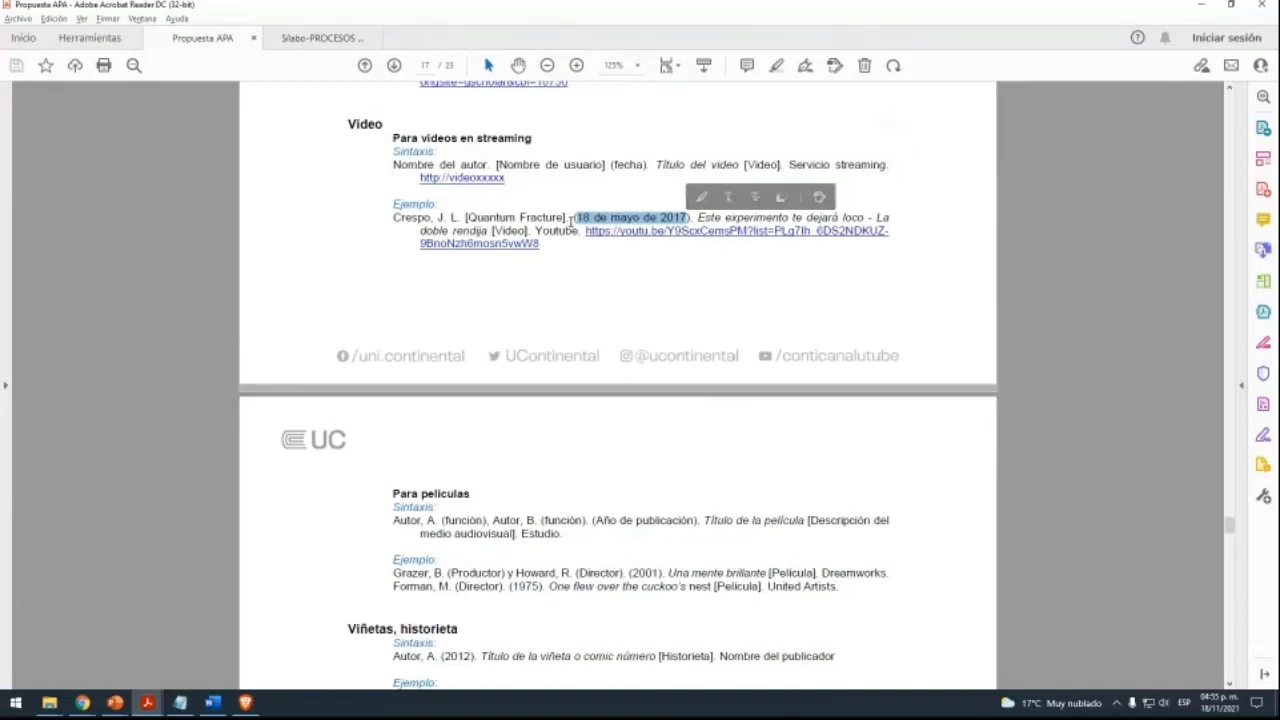 Propuesta APA - Adobe Acrobat Reader DC (32-bit)
Archivo Edición Ver Firmar Ventana Ayuda
Inicio Herramientas Propuesta APA × Sílabo-PROCESOS ... Iniciar sesión
17 / 23 125%
Video
Para videos en streaming
Sintaxis:
Nombre del autor. [Nombre de usuario] (fecha). Título del video [Video]. Servicio streaming.
http://videoxxxxx
Ejemplo:
Crespo, J. L. [Quantum Fracture]. (18 de mayo de 2017). Este experimento te dejará loco - La
doble rendija [Video]. Youtube. https://youtu.be/Y9ScxCemsPM?list=PLg7Ih_6DS2NDKUZ-
9BnoNzh6mosn5vwW8
/uni.continental UContinental @ucontinental /conticanalutube
UC
Para películas
Sintaxis:
Autor, A. (función), Autor, B. (función). (Año de publicación). Título de la película [Descripción del
medio audiovisual]. Estudio.
Ejemplo:
Grazer, B. (Productor) y Howard, R. (Director). (2001). Una mente brillante [Película]. Dreamworks.
Forman, M. (Director). (1975). One flew over the cuckoo's nest [Película]. United Artists.
Viñetas, historieta
Sintaxis:
Autor, A. (2012). Título de la viñeta o comic número [Historieta]. Nombre del publicador
Ejemplo:
17°C Muy nublado ESP 04:55 p. m.
18/11/2021